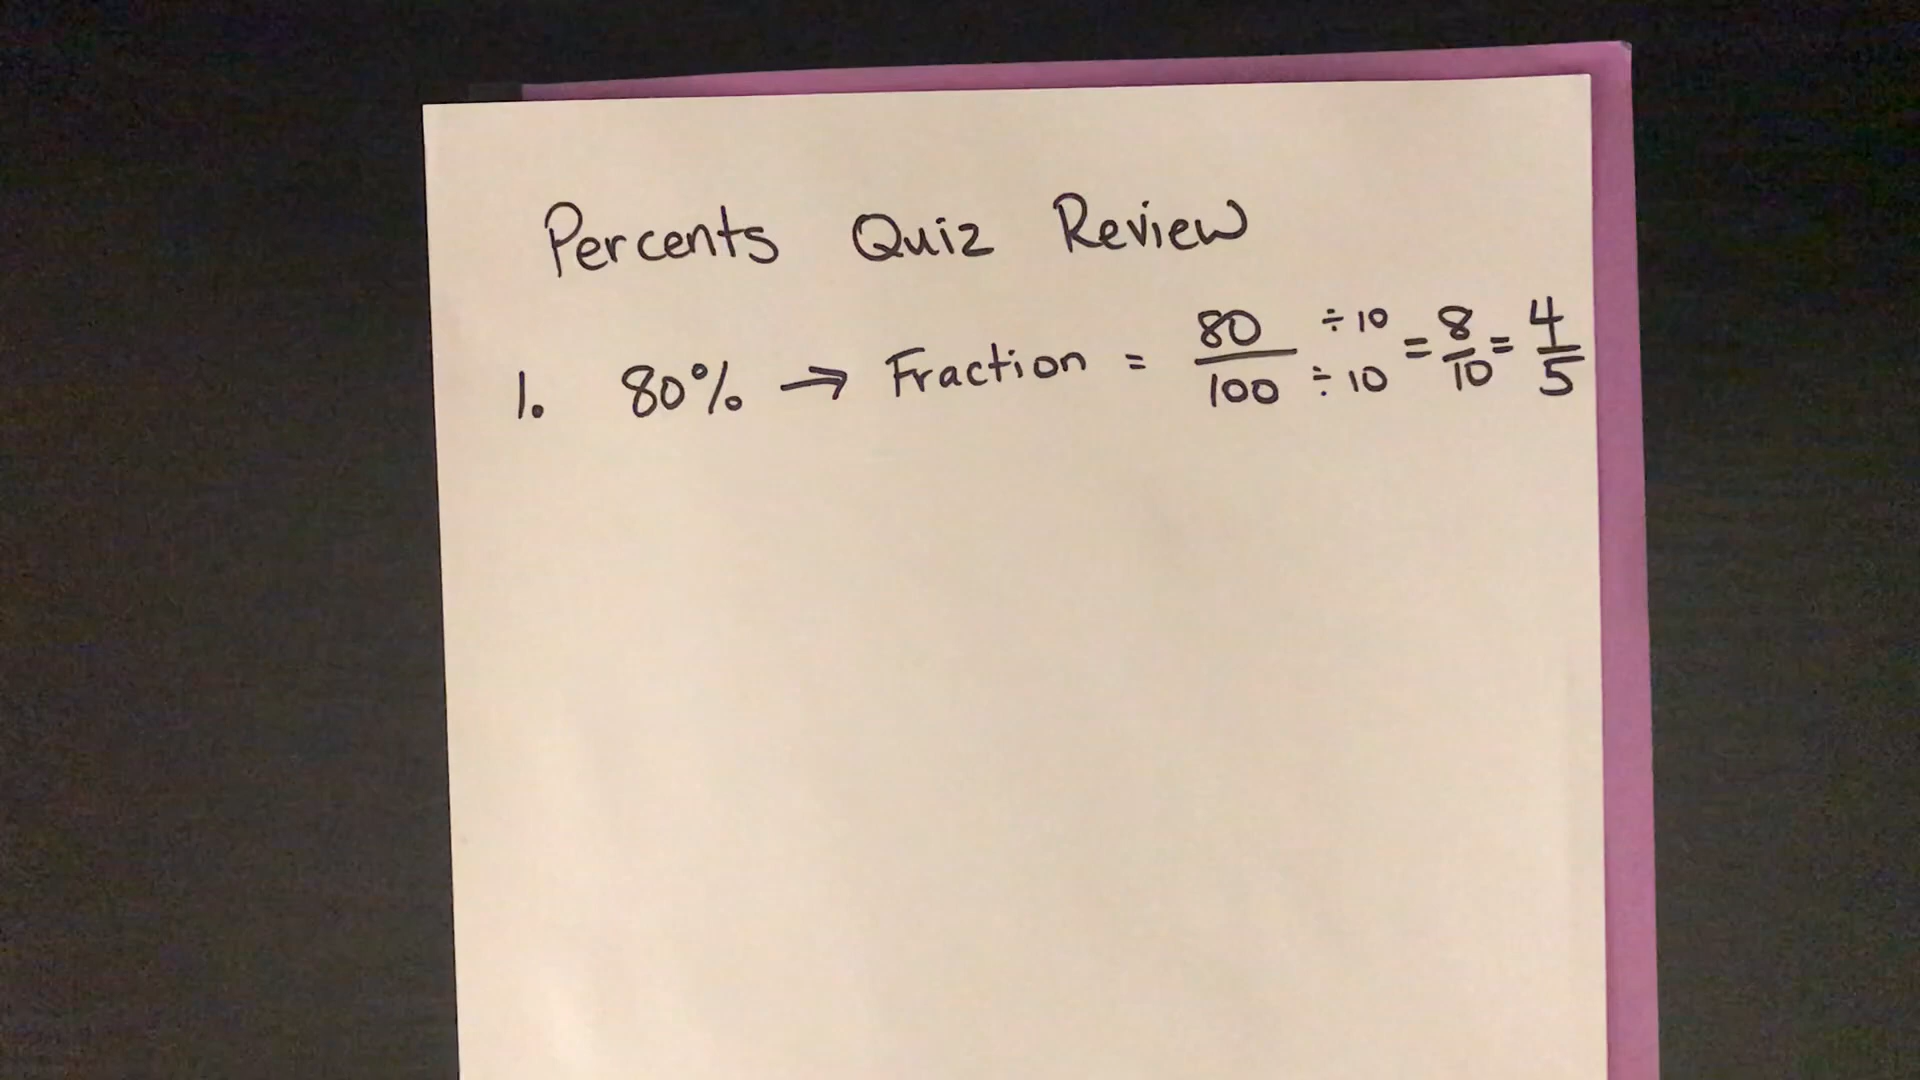 Percents Quiz Review
1. 80% → Fraction = 80/100 ÷10/÷10 = 8/10 = 4/5